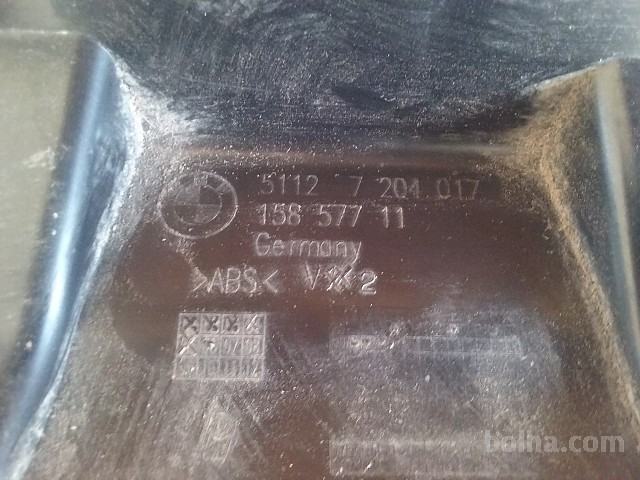 5112 7 204 017
158 577 11
Germany
>ABS<
bolha.com